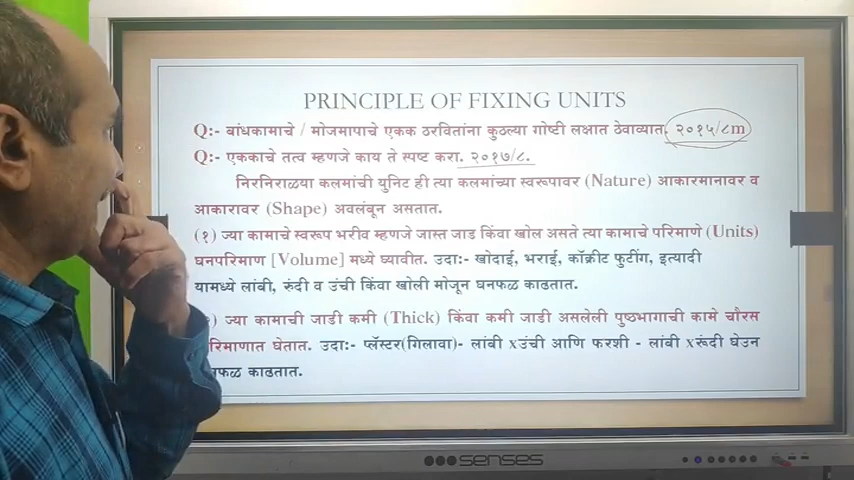 PRINCIPLE OF FIXING UNITS
Q:- बांधकामाचे / मोजमापाचे एकक ठरवितांना कुठल्या गोष्टी लक्षात ठेवाव्यात. २०१५/८m
Q:- एककाचे तत्व म्हणजे काय ते स्पष्ट करा. २०१७/८.
निरनिराळया कलमांची युनिट ही त्या कलमांच्या स्वरूपावर (Nature) आकारमानावर व
आकारावर (Shape) अवलंबून असतात.
(१) ज्या कामाचे स्वरूप भरीव म्हणजे जास्त जाड किंवा खोल असते त्या कामाचे परिमाणे (Units)
घनपरिमाण [Volume] मध्ये घ्यावीत. उदा:- खोदाई, भराई, कॉक्रीट फुटींग, इत्यादी
यामध्ये लांबी, रुंदी व उंची किंवा खोली मोजून घनफळ काढतात.
) ज्या कामाची जाडी कमी (Thick) किंवा कमी जाडी असलेली पुष्ठभागाची कामे चौरस
रिमाणात घेतात. उदा:- प्लॅस्टर(गिलावा)- लांबी xउंची आणि फरशी - लांबी xरूंदी घेउन
फळ काढतात.
senses